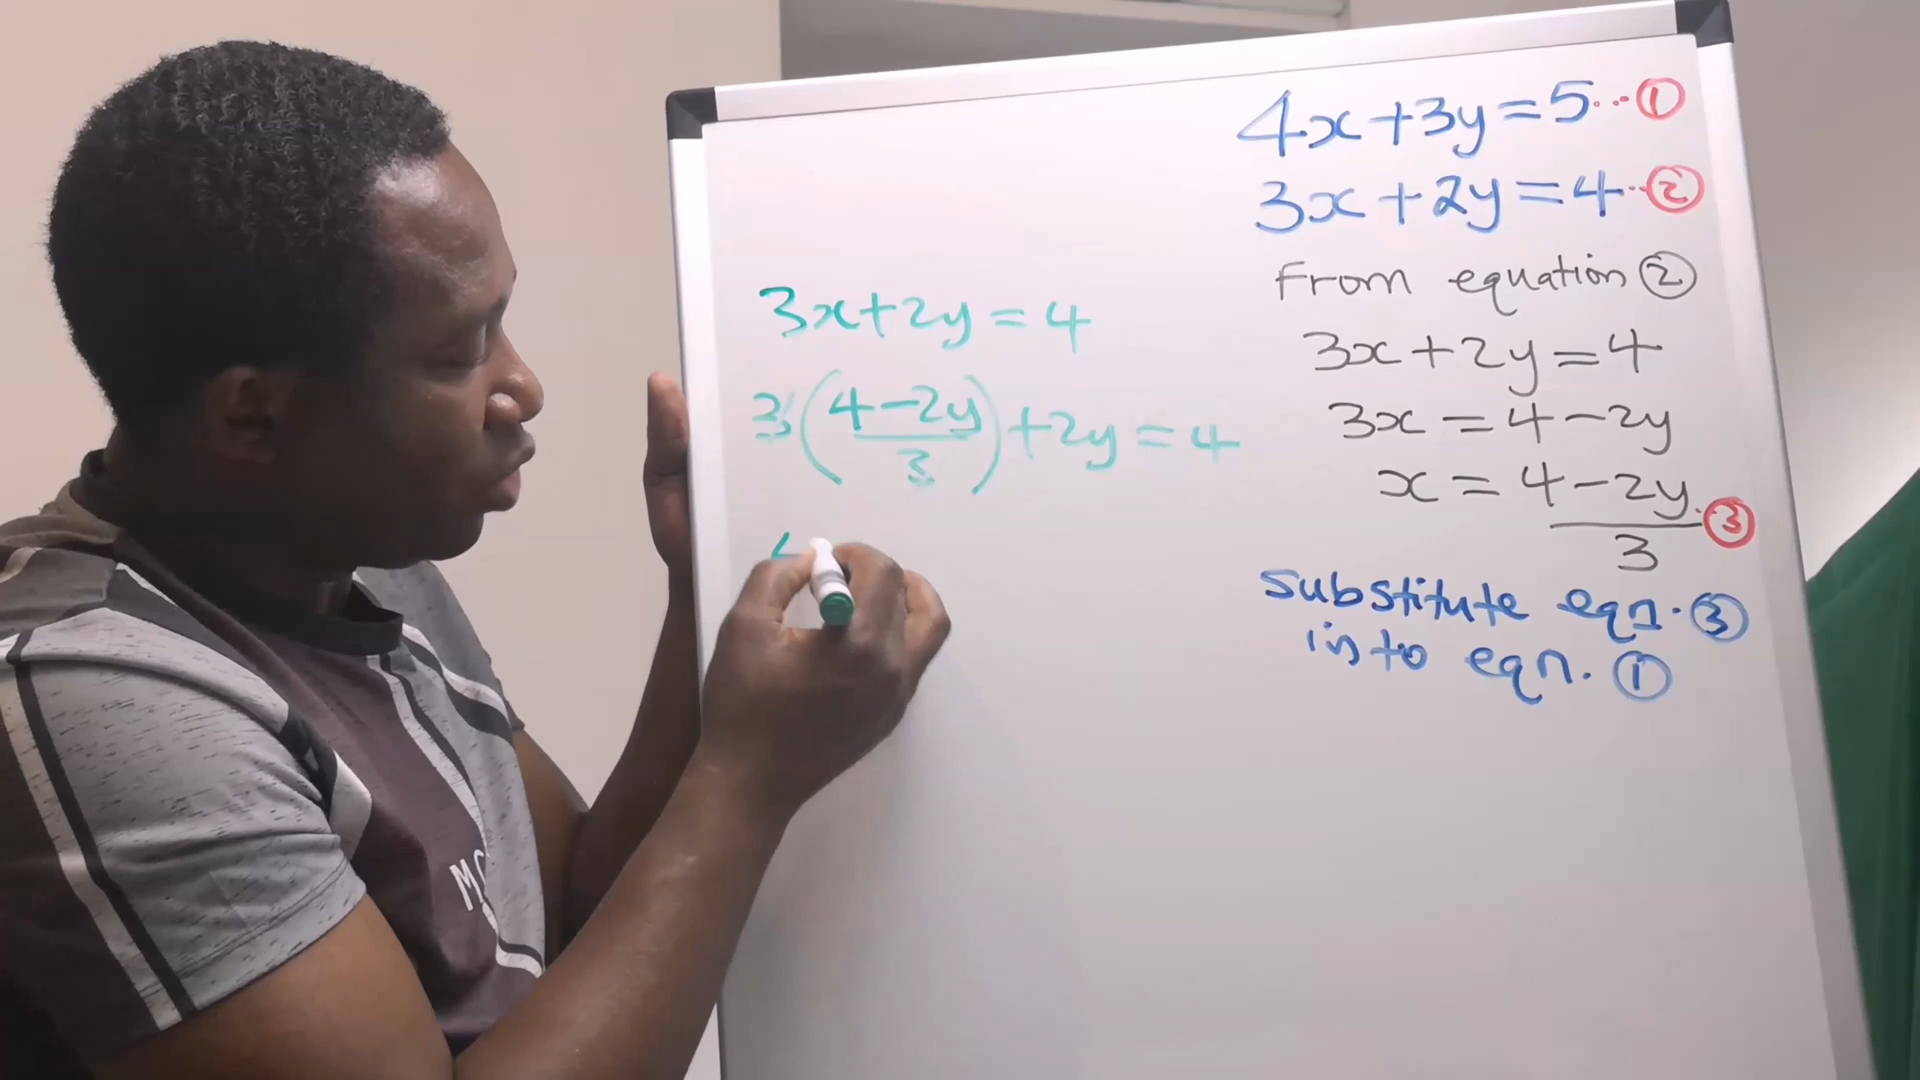 4x+3y=5...①
3x+2y=4..②
From equation ②
3x+2y=4
3x=4-2y
x=4-2y..③
3
substitute eqn.③
into eqn.①
3x+2y=4
3(4-2y)+2y=4
3
4